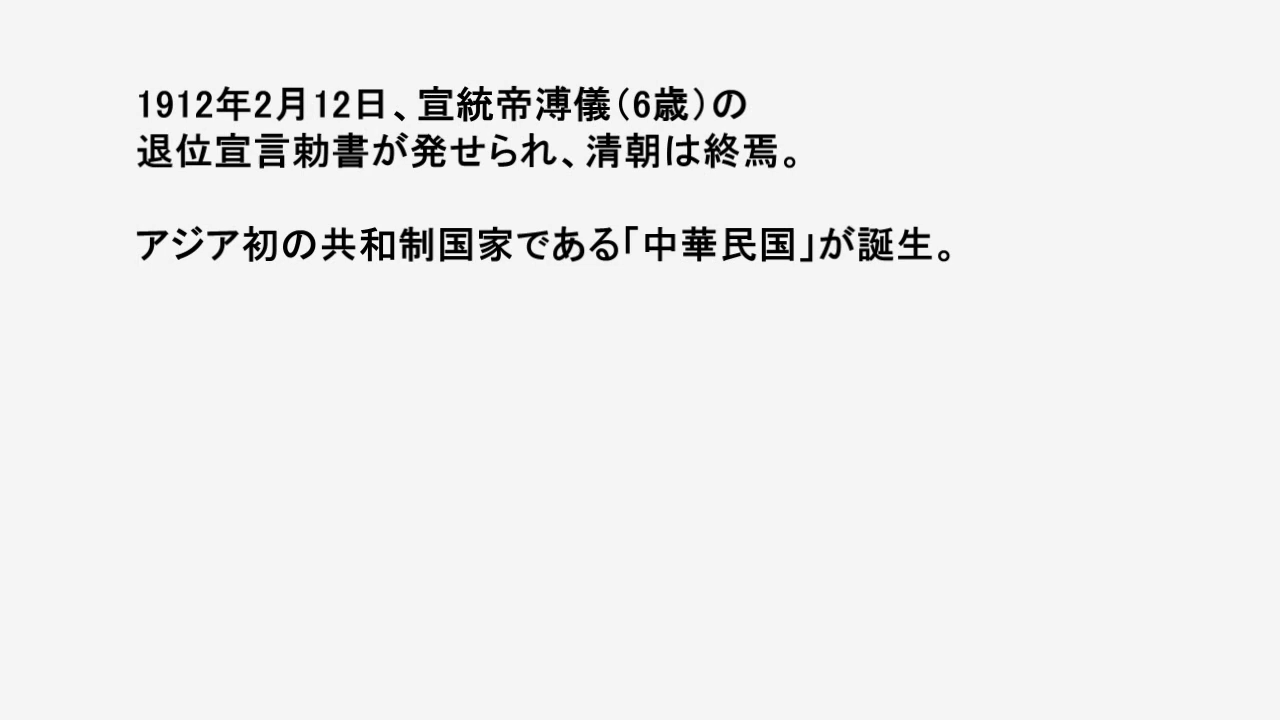 1912年2月12日、宣統帝溥儀（6歳）の
退位宣言勅書が発せられ、清朝は終焉。
アジア初の共和制国家である「中華民国」が誕生。